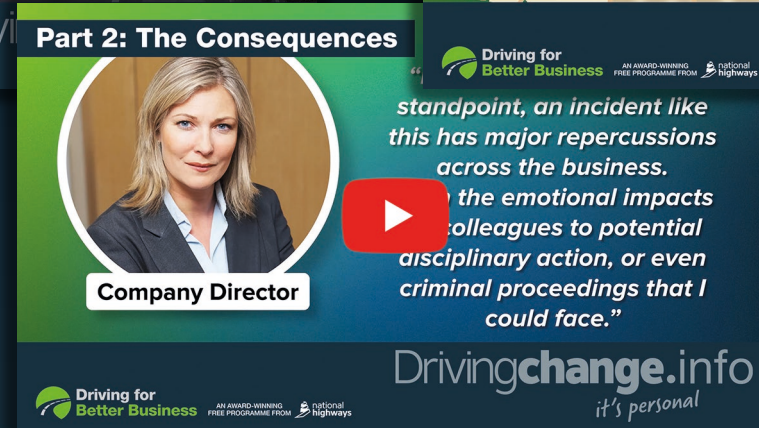 Part 2: The Consequences
Driving for
Better Business
AN AWARD-WINNING
FREE PROGRAMME FROM
national
highways
standpoint, an incident like
this has major repercussions
across the business.
the emotional impacts
colleagues to potential
disciplinary action, or even
criminal proceedings that I
could face.”
Company Director
Drivingchange.info
it's personal
Driving for
Better Business
AN AWARD-WINNING
FREE PROGRAMME FROM
national
highways